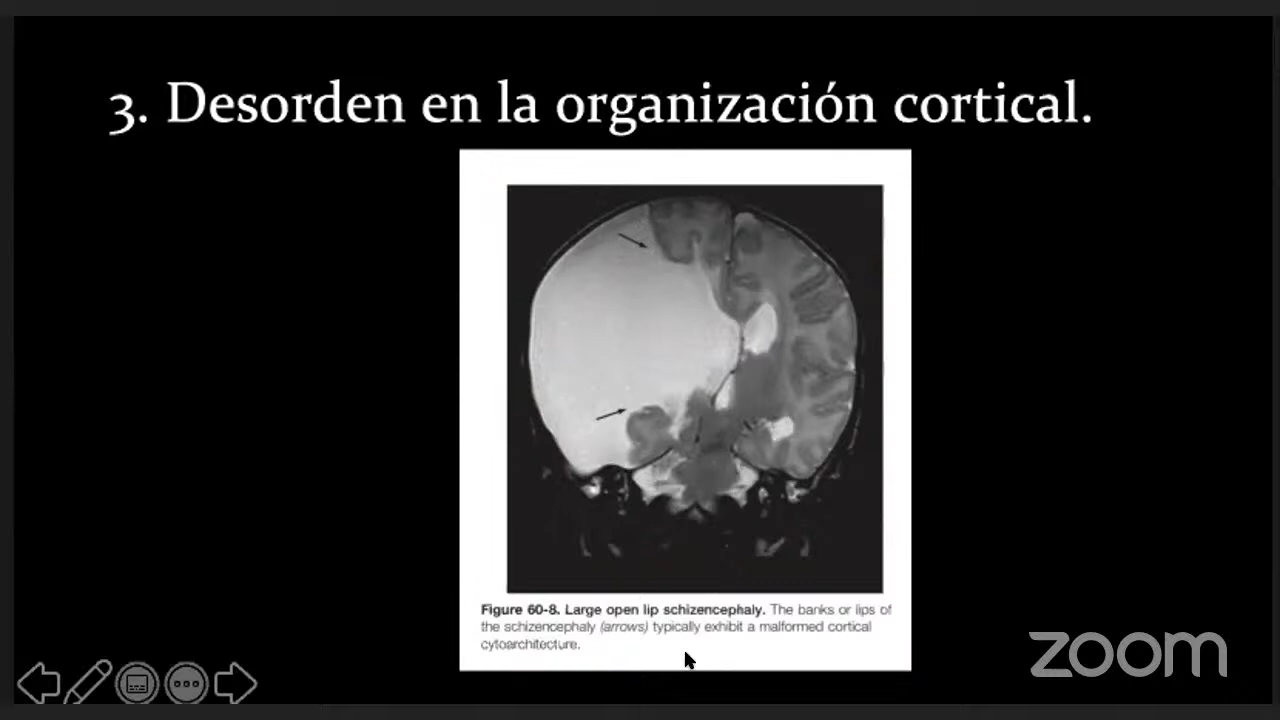 3. Desorden en la organización cortical.
Figure 60-8. Large open lip schizencephaly. The banks or lips of
the schizencephaly (arrows) typically exhibit a malformed cortical
cytoarchitecture.
zoom